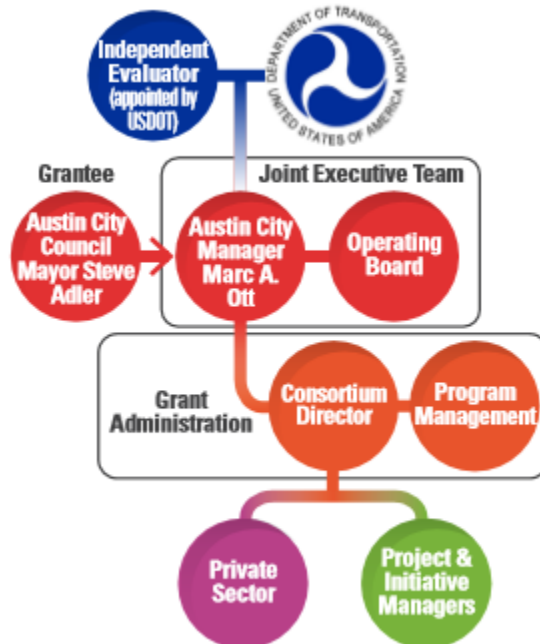 Independent
Evaluator
(appointed by
USDOT)
DEPARTMENT OF TRANSPORTATION
UNITED STATES OF AMERICA
Grantee
Joint Executive Team
Austin City
Council
Mayor Steve
Adler
Austin City
Manager
Marc A.
Ott
Operating
Board
Grant
Administration
Consortium
Director
Program
Management
Private
Sector
Project &
Initiative
Managers